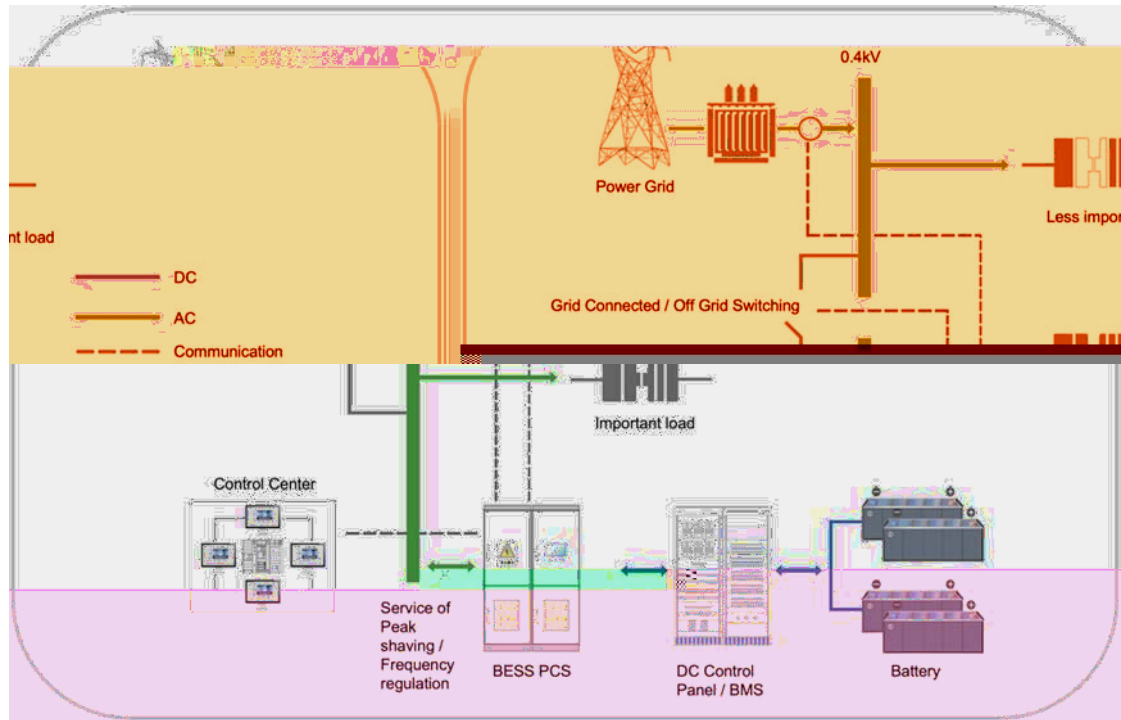 0.4kV
Power Grid
Less impor
nt load
DC
Grid Connected / Off Grid Switching
AC
Communication
Important load
Control Center
Service of
Peak
shaving /
Frequency
regulation
BESS PCS
DC Control
Panel / BMS
Battery